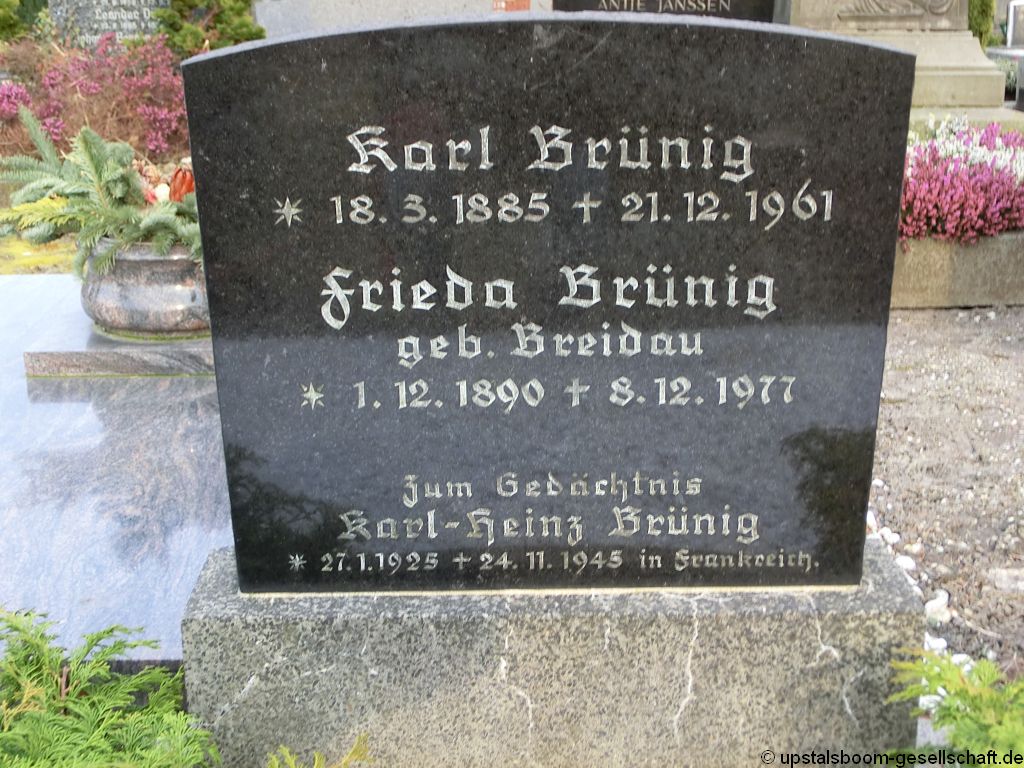 ANTJE JANSSEN
Karl Brünig
* 18. 3. 1885 + 21. 12. 1961
Frieda Brünig
geb. Breidau
* 1. 12. 1890 + 8. 12. 1977
Zum Gedächtnis
Karl-Heinz Brünig
* 27. 1. 1925 + 24. 11. 1945 in Frankreich.
© upstalsboom-gesellschaft.de